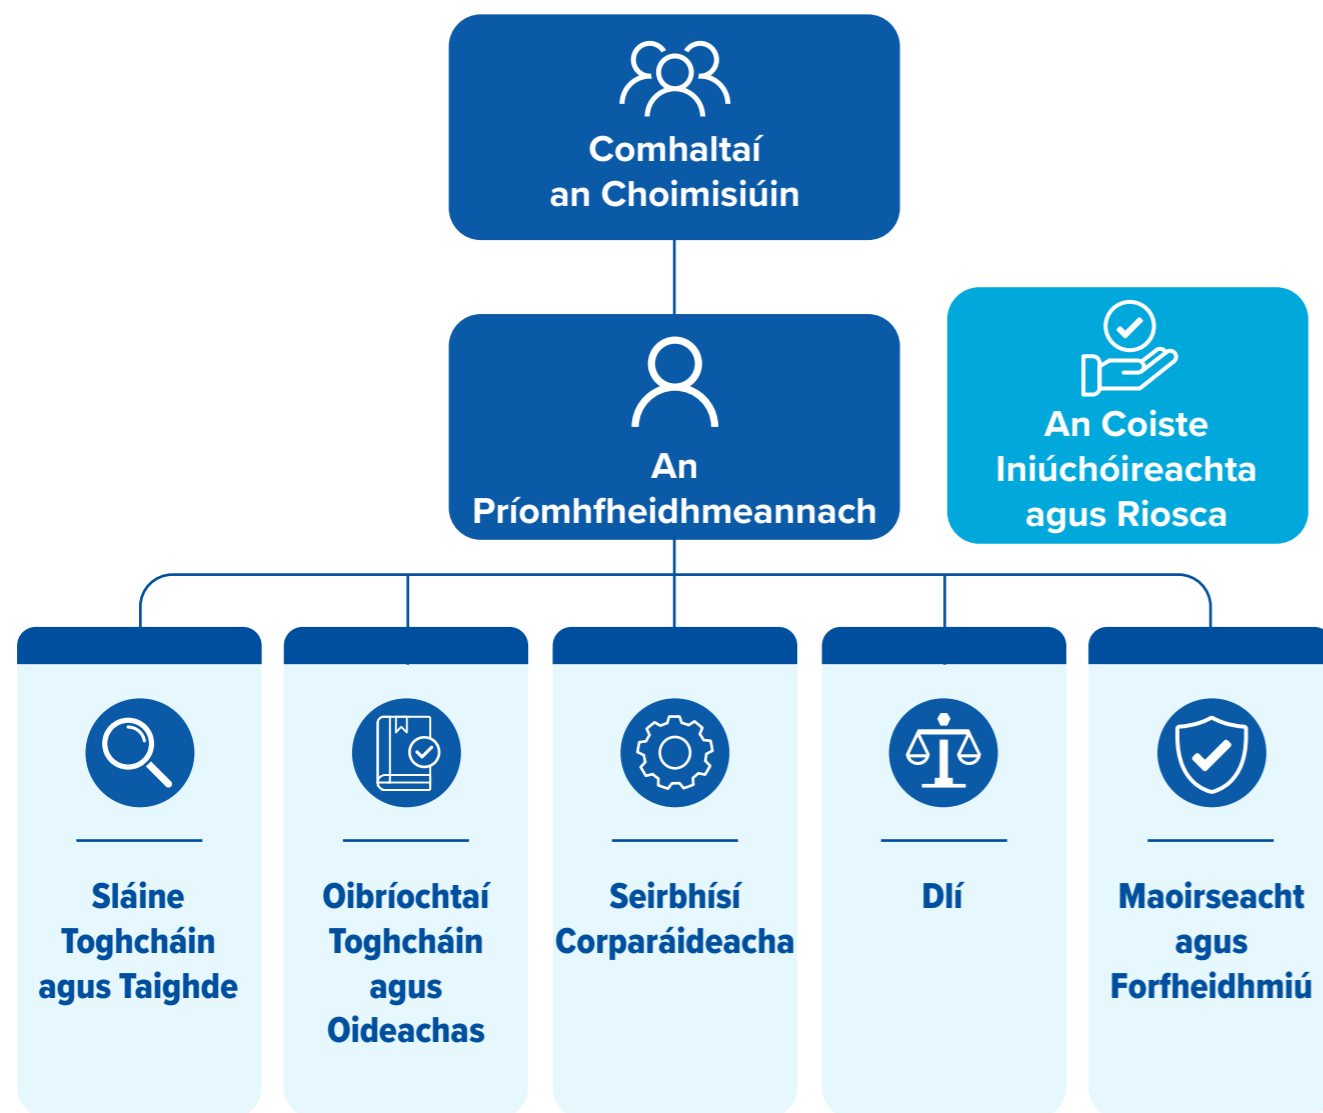 Comhaltaí
an Choimisiúin
An
Príomhfheidhmeannach
An Coiste
Iniúchóireachta
agus Riosca
Sláine
Toghcháin
agus Taighde
Oibríochtaí
Toghcháin
agus
Oideachas
Seirbhísí
Corparáideacha
Dlí
Maoirseacht
agus
Forfheidhmiú